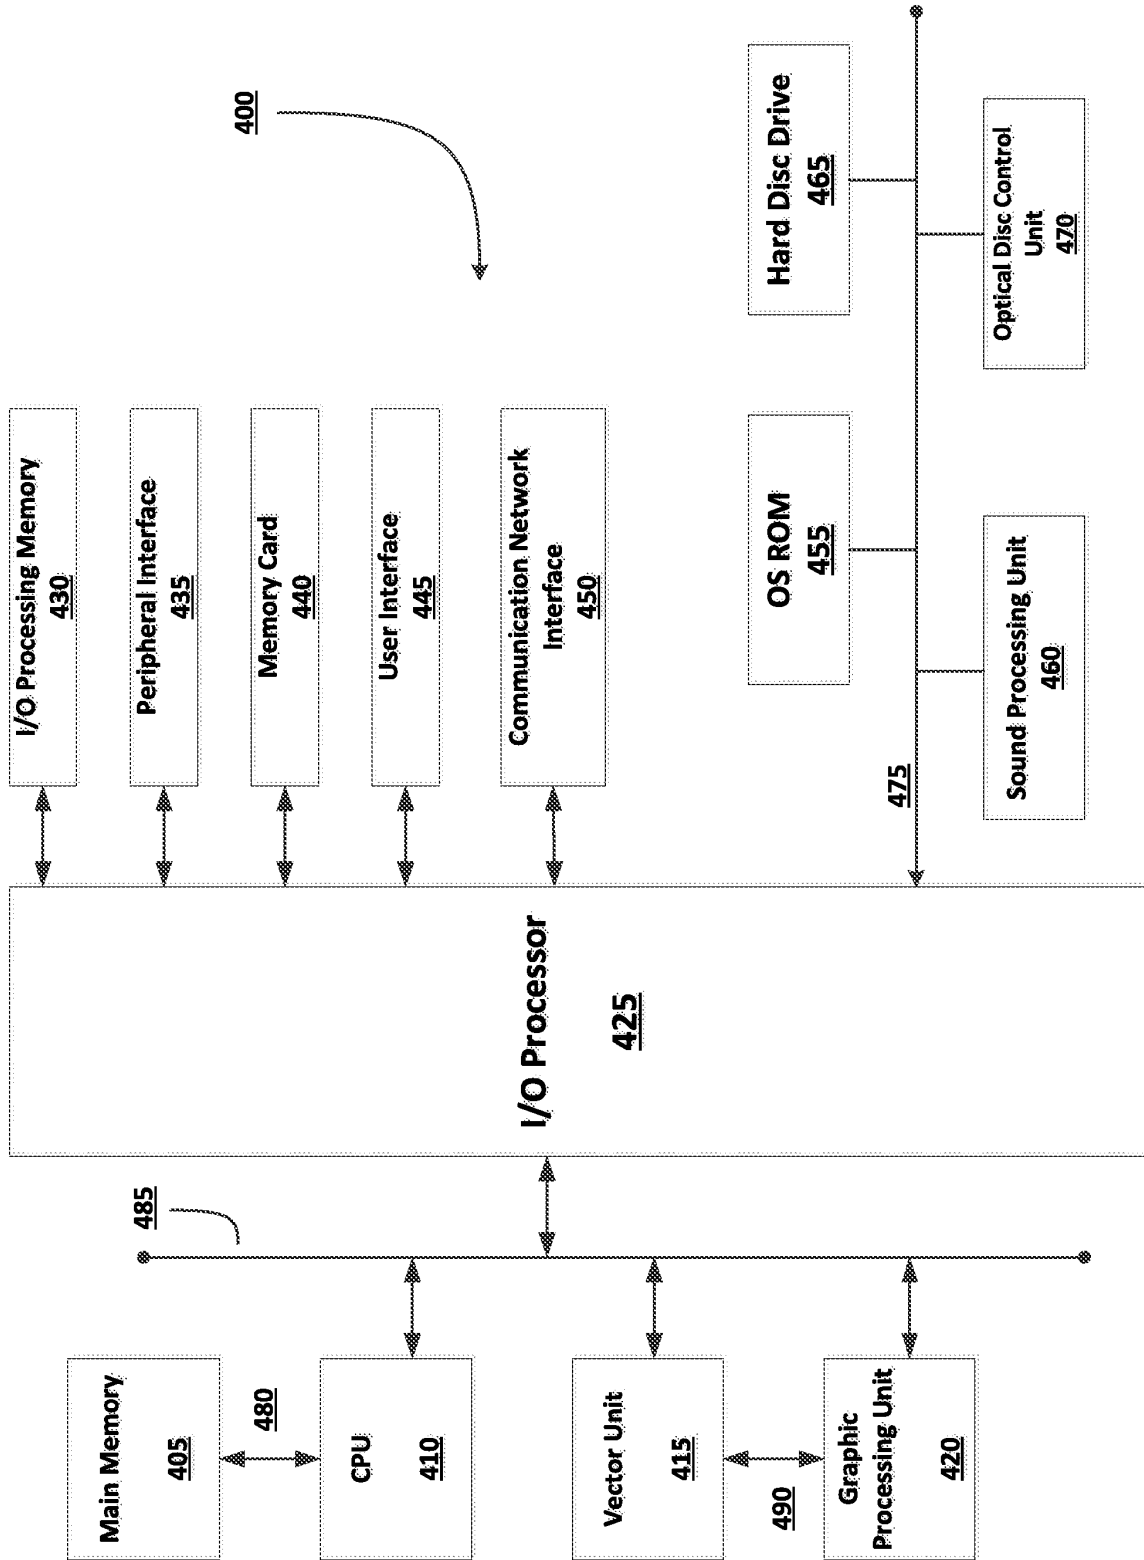 Main Memory
405
480
CPU
410
Vector Unit
415
490
Graphic
Processing Unit
420
485
I/O Processor
425
I/O Processing Memory
430
Peripheral Interface
435
Memory Card
440
User Interface
445
Communication Network
Interface
450
475
OS ROM
455
Sound Processing Unit
460
Hard Disc Drive
465
Optical Disc Control
Unit
470
400